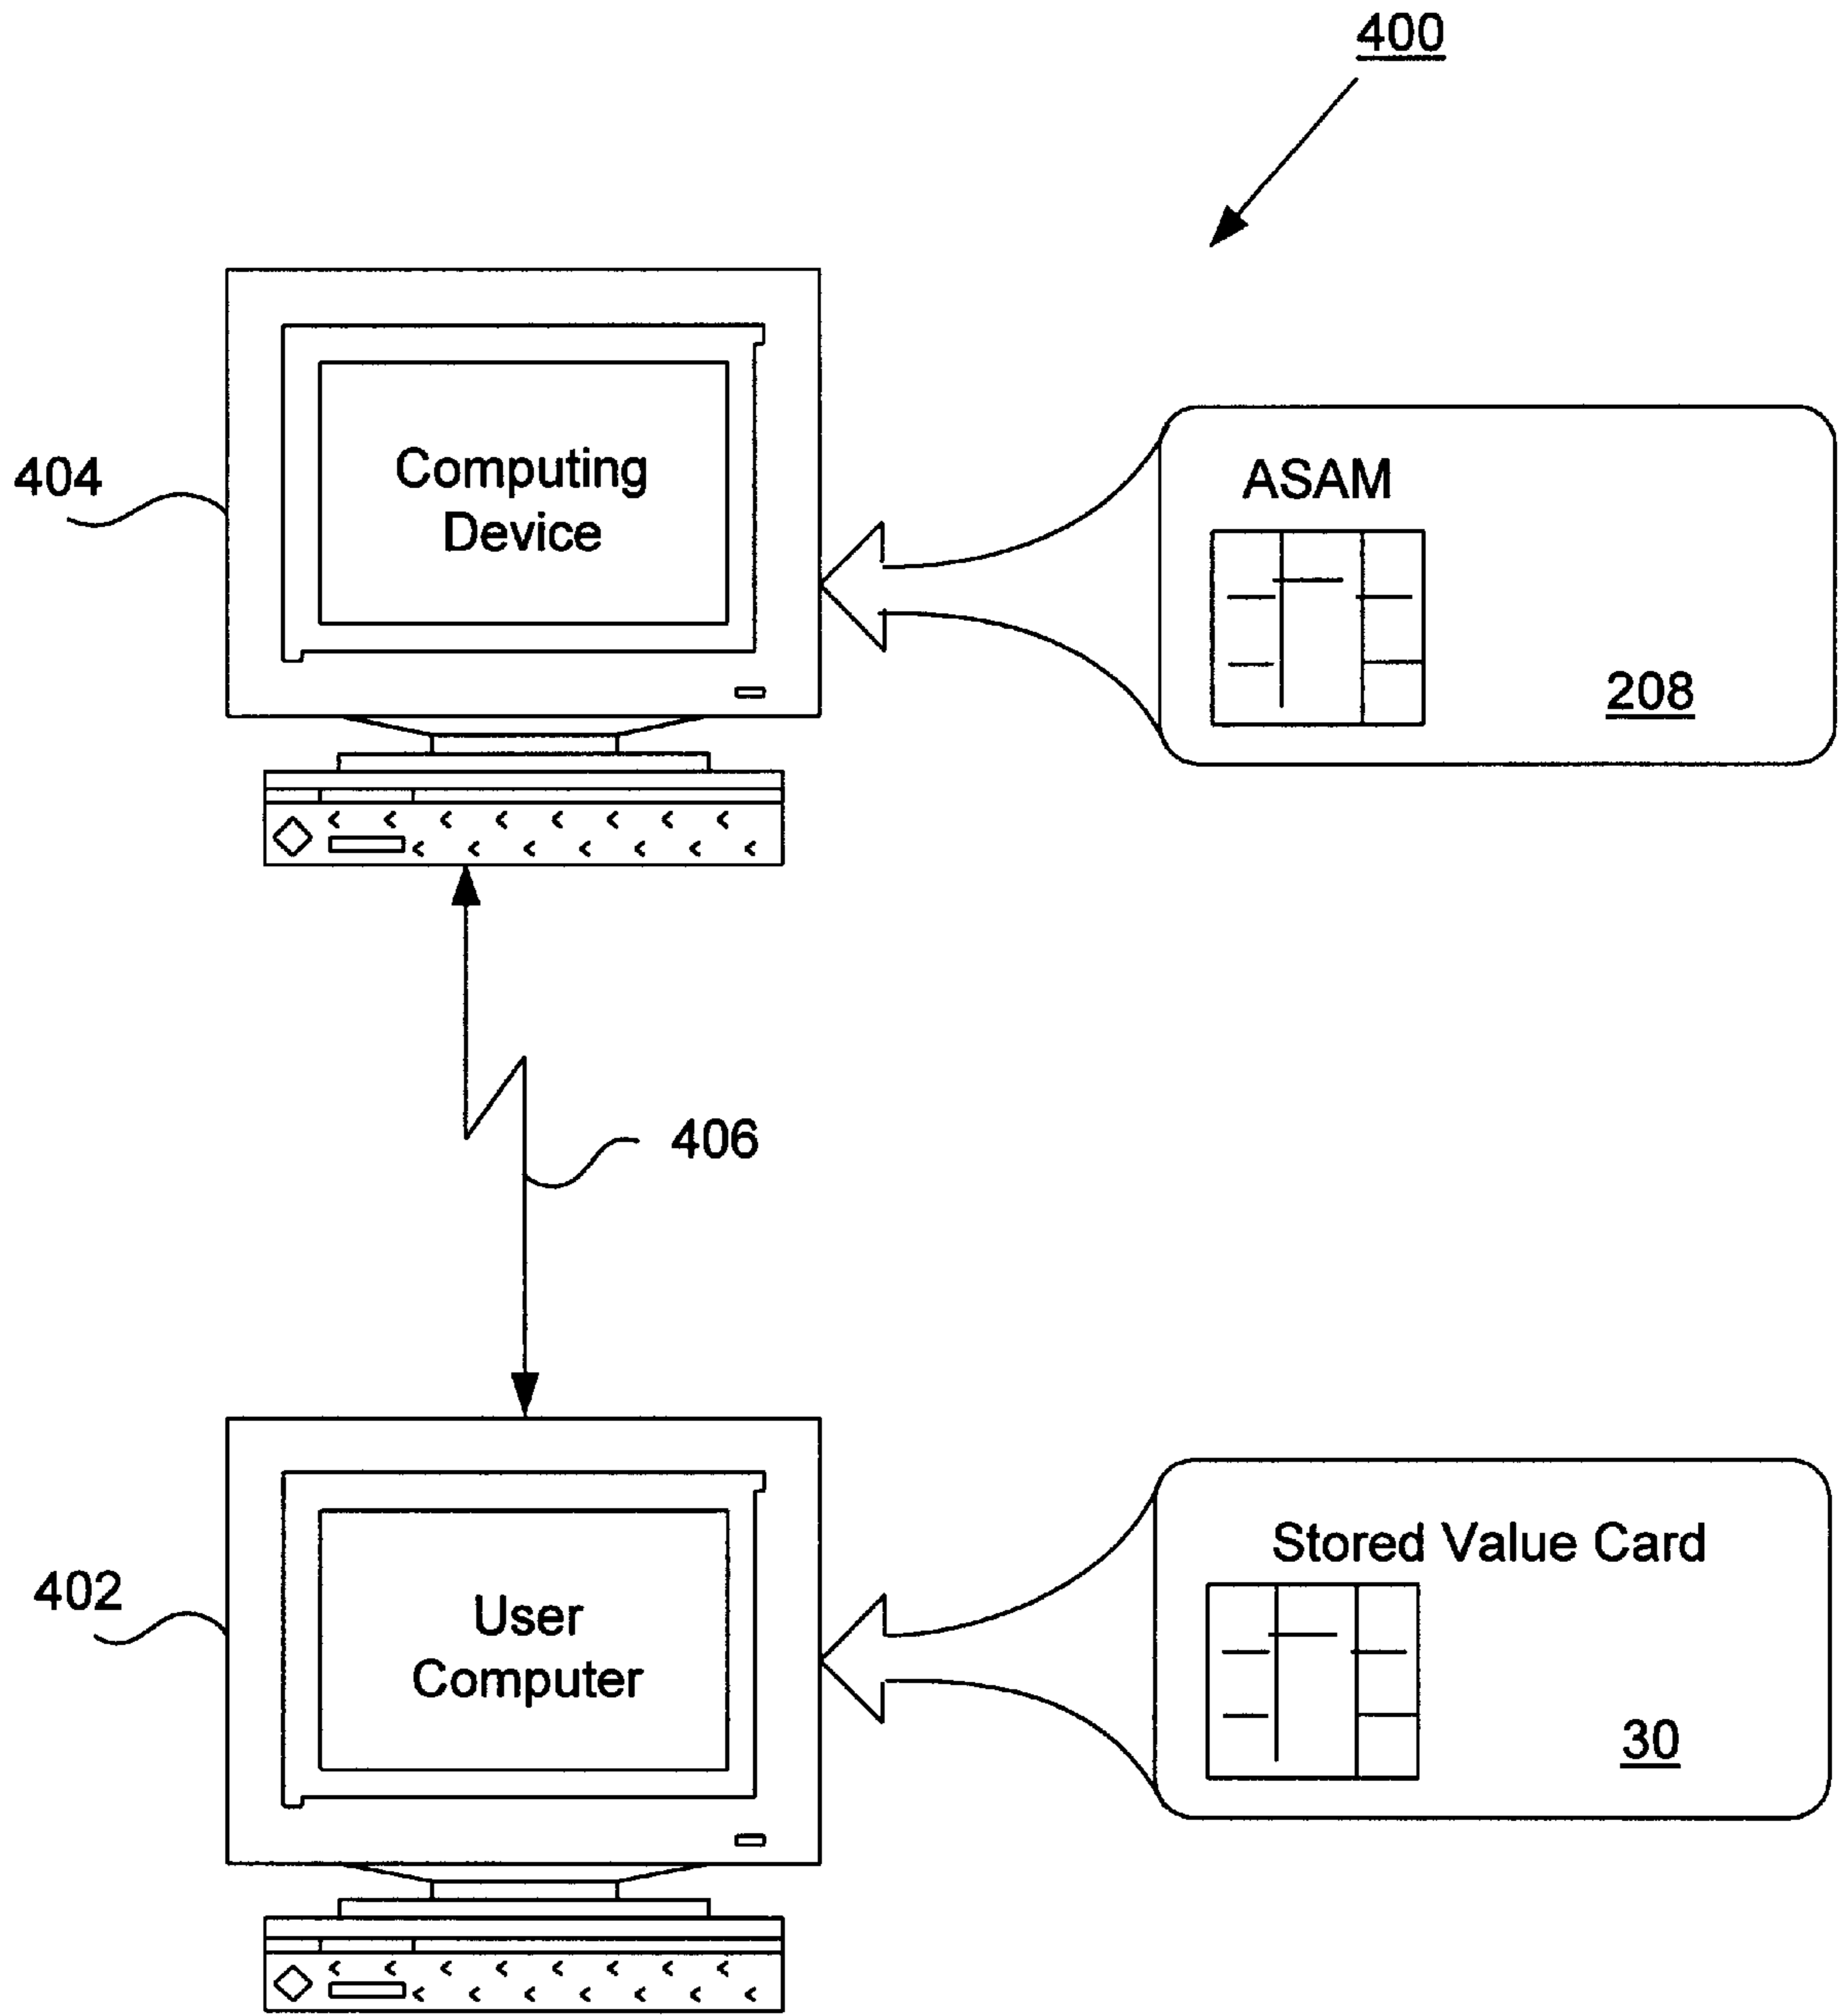 400
404
Computing
Device
ASAM
208
406
402
User
Computer
Stored Value Card
30